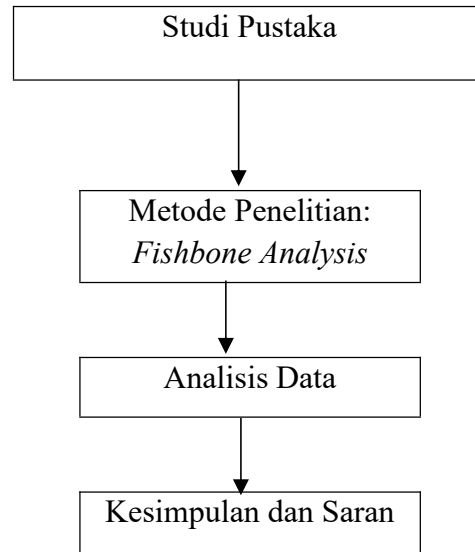 Studi Pustaka
Metode Penelitian:
Fishbone Analysis
Analisis Data
Kesimpulan dan Saran